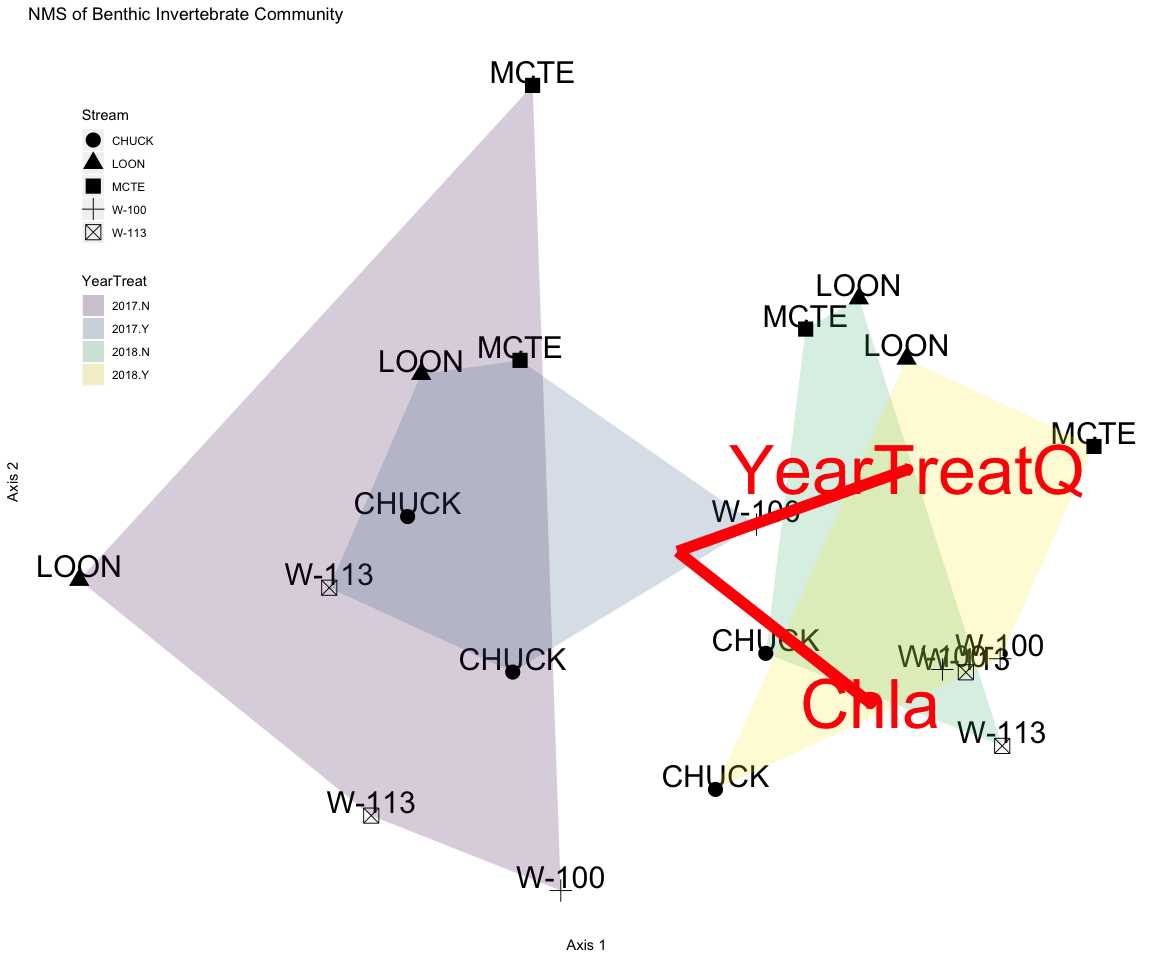 NMS of Benthic Invertebrate Community
MCTE
Stream
CHUCK
LOON
MCTE
W-100
W-113
YearTreat
2017.N
2017.Y
2018.N
2018.Y
LOON
MCTE
LOON
MCTE
LOON
MCTE
YearTreatQ
Axis 2
CHUCK
W-100
LOON
W-113
CHUCK
W-100
W-100
W-113
CHUCK
Chla
W-113
CHUCK
W-113
W-100
Axis 1